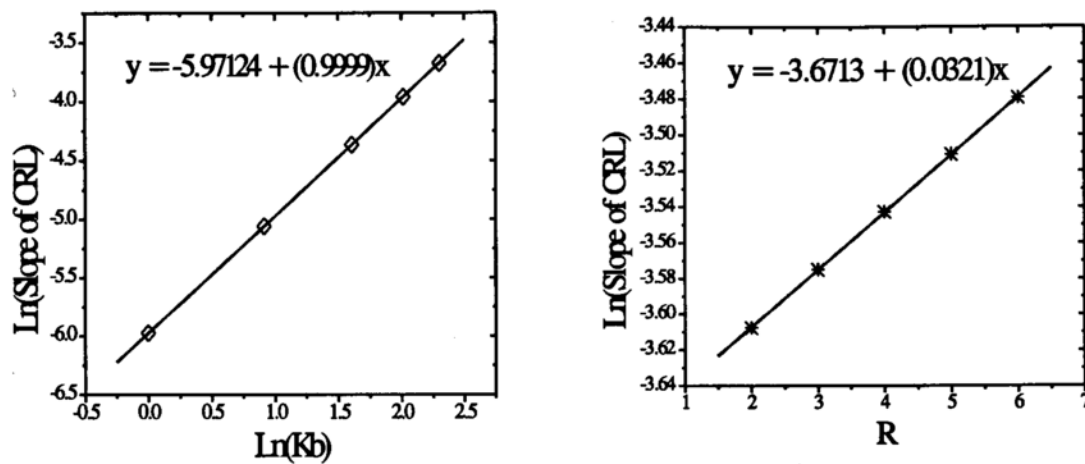 y = -5.97124 + (0.9999)x
Ln(Slope of CRL)
-3.5
-4.0
-4.5
-5.0
-5.5
-6.0
-6.5
-0.5 0.0 0.5 1.0 1.5 2.0 2.5
Ln(Kb)
y = -3.6713 + (0.0321)x
Ln(Slope of CRL)
-3.44
-3.46
-3.48
-3.50
-3.52
-3.54
-3.56
-3.58
-3.60
-3.62
-3.64
1 2 3 4 5 6 7
R